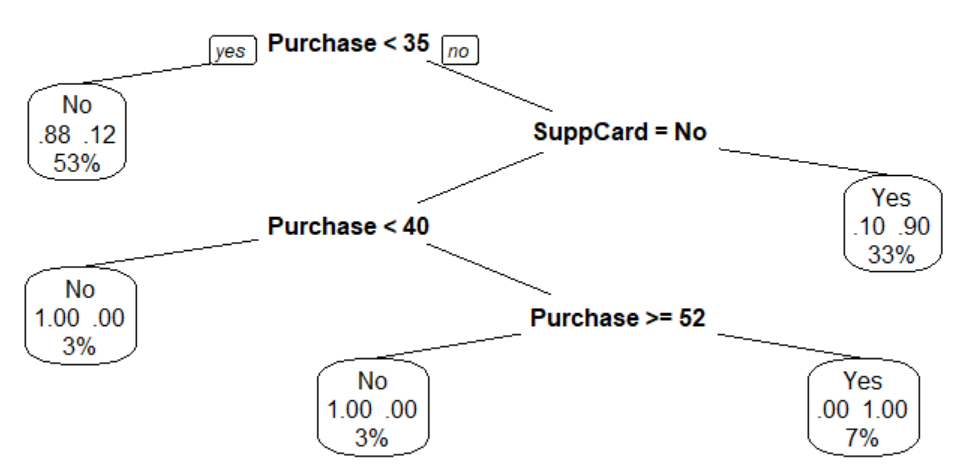 yes Purchase < 35 no
No
.88 .12
53%
SuppCard = No
Yes
.10 .90
33%
Purchase < 40
No
1.00 .00
3%
Purchase >= 52
No
1.00 .00
3%
Yes
.00 1.00
7%